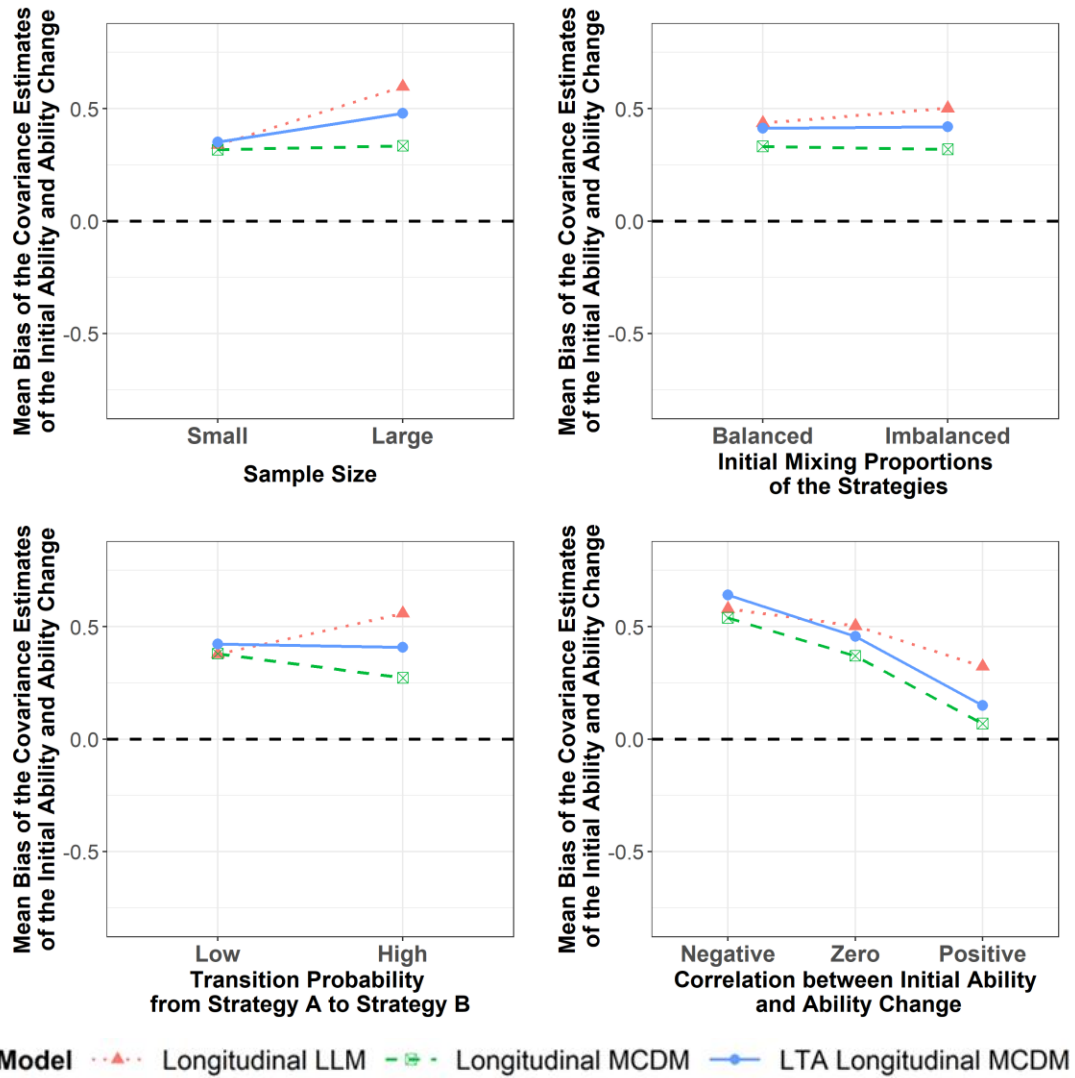 Mean Bias of the Covariance Estimates
of the Initial Ability and Ability Change
0.5
0.0
-0.5
Small Large
Sample Size
Mean Bias of the Covariance Estimates
of the Initial Ability and Ability Change
0.5
0.0
-0.5
Balanced Imbalanced
Initial Mixing Proportions
of the Strategies
Mean Bias of the Covariance Estimates
of the Initial Ability and Ability Change
0.5
0.0
-0.5
Low High
Transition Probability
from Strategy A to Strategy B
Mean Bias of the Covariance Estimates
of the Initial Ability and Ability Change
0.5
0.0
-0.5
Negative Zero Positive
Correlation between Initial Ability
and Ability Change
Model Longitudinal LLM Longitudinal MCDM LTA Longitudinal MCDM